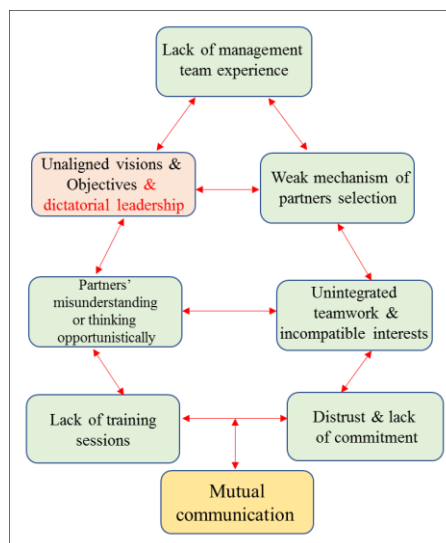 Lack of management
team experience
Unaligned visions &
Objectives &
dictatorial leadership
Weak mechanism of
partners selection
Partners'
misunderstanding
or thinking
opportunistically
Unintegrated
teamwork &
incompatible interests
Lack of training
sessions
Distrust & lack
of commitment
Mutual
communication